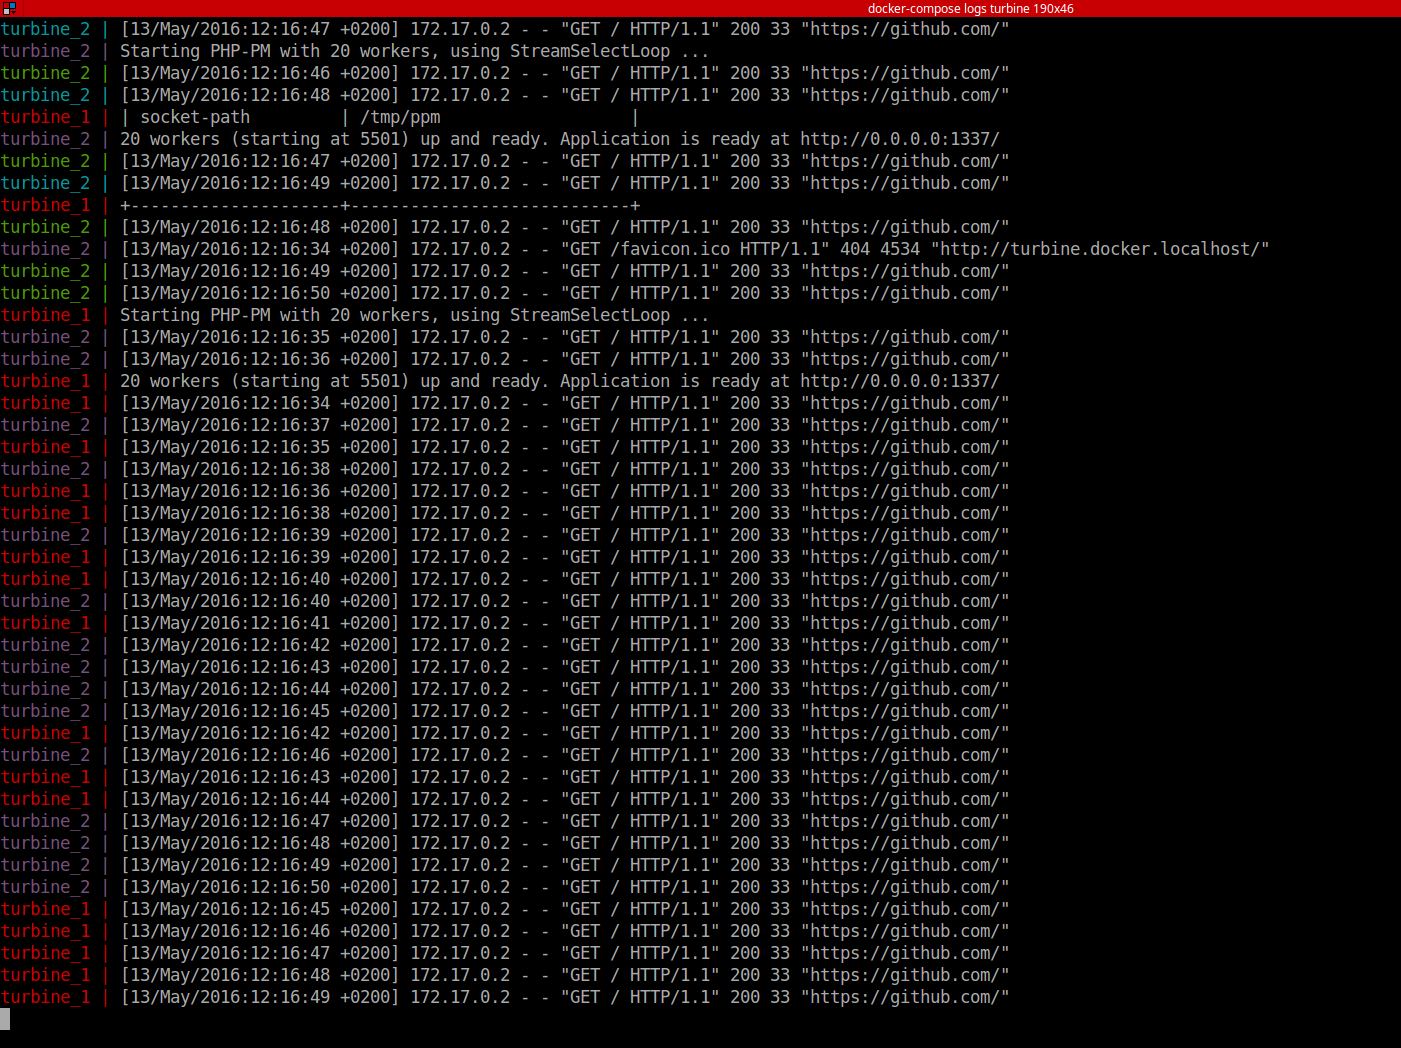 docker-compose logs turbine 190x46
turbine_2 | [13/May/2016:12:16:47 +0200] 172.17.0.2 - - "GET / HTTP/1.1" 200 33 "https://github.com/"
turbine_2 | Starting PHP-PM with 20 workers, using StreamSelectLoop ...
turbine_2 | [13/May/2016:12:16:46 +0200] 172.17.0.2 - - "GET / HTTP/1.1" 200 33 "https://github.com/"
turbine_2 | [13/May/2016:12:16:48 +0200] 172.17.0.2 - - "GET / HTTP/1.1" 200 33 "https://github.com/"
turbine_1 | | socket-path         | /tmp/ppm                   |
turbine_2 | 20 workers (starting at 5501) up and ready. Application is ready at http://0.0.0.0:1337/
turbine_2 | [13/May/2016:12:16:47 +0200] 172.17.0.2 - - "GET / HTTP/1.1" 200 33 "https://github.com/"
turbine_2 | [13/May/2016:12:16:49 +0200] 172.17.0.2 - - "GET / HTTP/1.1" 200 33 "https://github.com/"
turbine_1 | +---------------------+----------------------------+
turbine_2 | [13/May/2016:12:16:48 +0200] 172.17.0.2 - - "GET / HTTP/1.1" 200 33 "https://github.com/"
turbine_2 | [13/May/2016:12:16:34 +0200] 172.17.0.2 - - "GET /favicon.ico HTTP/1.1" 404 4534 "http://turbine.docker.localhost/"
turbine_2 | [13/May/2016:12:16:49 +0200] 172.17.0.2 - - "GET / HTTP/1.1" 200 33 "https://github.com/"
turbine_2 | [13/May/2016:12:16:50 +0200] 172.17.0.2 - - "GET / HTTP/1.1" 200 33 "https://github.com/"
turbine_1 | Starting PHP-PM with 20 workers, using StreamSelectLoop ...
turbine_2 | [13/May/2016:12:16:35 +0200] 172.17.0.2 - - "GET / HTTP/1.1" 200 33 "https://github.com/"
turbine_2 | [13/May/2016:12:16:36 +0200] 172.17.0.2 - - "GET / HTTP/1.1" 200 33 "https://github.com/"
turbine_1 | 20 workers (starting at 5501) up and ready. Application is ready at http://0.0.0.0:1337/
turbine_1 | [13/May/2016:12:16:34 +0200] 172.17.0.2 - - "GET / HTTP/1.1" 200 33 "https://github.com/"
turbine_2 | [13/May/2016:12:16:37 +0200] 172.17.0.2 - - "GET / HTTP/1.1" 200 33 "https://github.com/"
turbine_1 | [13/May/2016:12:16:35 +0200] 172.17.0.2 - - "GET / HTTP/1.1" 200 33 "https://github.com/"
turbine_2 | [13/May/2016:12:16:38 +0200] 172.17.0.2 - - "GET / HTTP/1.1" 200 33 "https://github.com/"
turbine_1 | [13/May/2016:12:16:36 +0200] 172.17.0.2 - - "GET / HTTP/1.1" 200 33 "https://github.com/"
turbine_1 | [13/May/2016:12:16:38 +0200] 172.17.0.2 - - "GET / HTTP/1.1" 200 33 "https://github.com/"
turbine_2 | [13/May/2016:12:16:39 +0200] 172.17.0.2 - - "GET / HTTP/1.1" 200 33 "https://github.com/"
turbine_1 | [13/May/2016:12:16:39 +0200] 172.17.0.2 - - "GET / HTTP/1.1" 200 33 "https://github.com/"
turbine_1 | [13/May/2016:12:16:40 +0200] 172.17.0.2 - - "GET / HTTP/1.1" 200 33 "https://github.com/"
turbine_2 | [13/May/2016:12:16:40 +0200] 172.17.0.2 - - "GET / HTTP/1.1" 200 33 "https://github.com/"
turbine_1 | [13/May/2016:12:16:41 +0200] 172.17.0.2 - - "GET / HTTP/1.1" 200 33 "https://github.com/"
turbine_2 | [13/May/2016:12:16:42 +0200] 172.17.0.2 - - "GET / HTTP/1.1" 200 33 "https://github.com/"
turbine_2 | [13/May/2016:12:16:43 +0200] 172.17.0.2 - - "GET / HTTP/1.1" 200 33 "https://github.com/"
turbine_2 | [13/May/2016:12:16:44 +0200] 172.17.0.2 - - "GET / HTTP/1.1" 200 33 "https://github.com/"
turbine_2 | [13/May/2016:12:16:45 +0200] 172.17.0.2 - - "GET / HTTP/1.1" 200 33 "https://github.com/"
turbine_1 | [13/May/2016:12:16:42 +0200] 172.17.0.2 - - "GET / HTTP/1.1" 200 33 "https://github.com/"
turbine_2 | [13/May/2016:12:16:46 +0200] 172.17.0.2 - - "GET / HTTP/1.1" 200 33 "https://github.com/"
turbine_1 | [13/May/2016:12:16:43 +0200] 172.17.0.2 - - "GET / HTTP/1.1" 200 33 "https://github.com/"
turbine_1 | [13/May/2016:12:16:44 +0200] 172.17.0.2 - - "GET / HTTP/1.1" 200 33 "https://github.com/"
turbine_2 | [13/May/2016:12:16:47 +0200] 172.17.0.2 - - "GET / HTTP/1.1" 200 33 "https://github.com/"
turbine_2 | [13/May/2016:12:16:48 +0200] 172.17.0.2 - - "GET / HTTP/1.1" 200 33 "https://github.com/"
turbine_2 | [13/May/2016:12:16:49 +0200] 172.17.0.2 - - "GET / HTTP/1.1" 200 33 "https://github.com/"
turbine_2 | [13/May/2016:12:16:50 +0200] 172.17.0.2 - - "GET / HTTP/1.1" 200 33 "https://github.com/"
turbine_1 | [13/May/2016:12:16:45 +0200] 172.17.0.2 - - "GET / HTTP/1.1" 200 33 "https://github.com/"
turbine_1 | [13/May/2016:12:16:46 +0200] 172.17.0.2 - - "GET / HTTP/1.1" 200 33 "https://github.com/"
turbine_1 | [13/May/2016:12:16:47 +0200] 172.17.0.2 - - "GET / HTTP/1.1" 200 33 "https://github.com/"
turbine_1 | [13/May/2016:12:16:48 +0200] 172.17.0.2 - - "GET / HTTP/1.1" 200 33 "https://github.com/"
turbine_1 | [13/May/2016:12:16:49 +0200] 172.17.0.2 - - "GET / HTTP/1.1" 200 33 "https://github.com/"